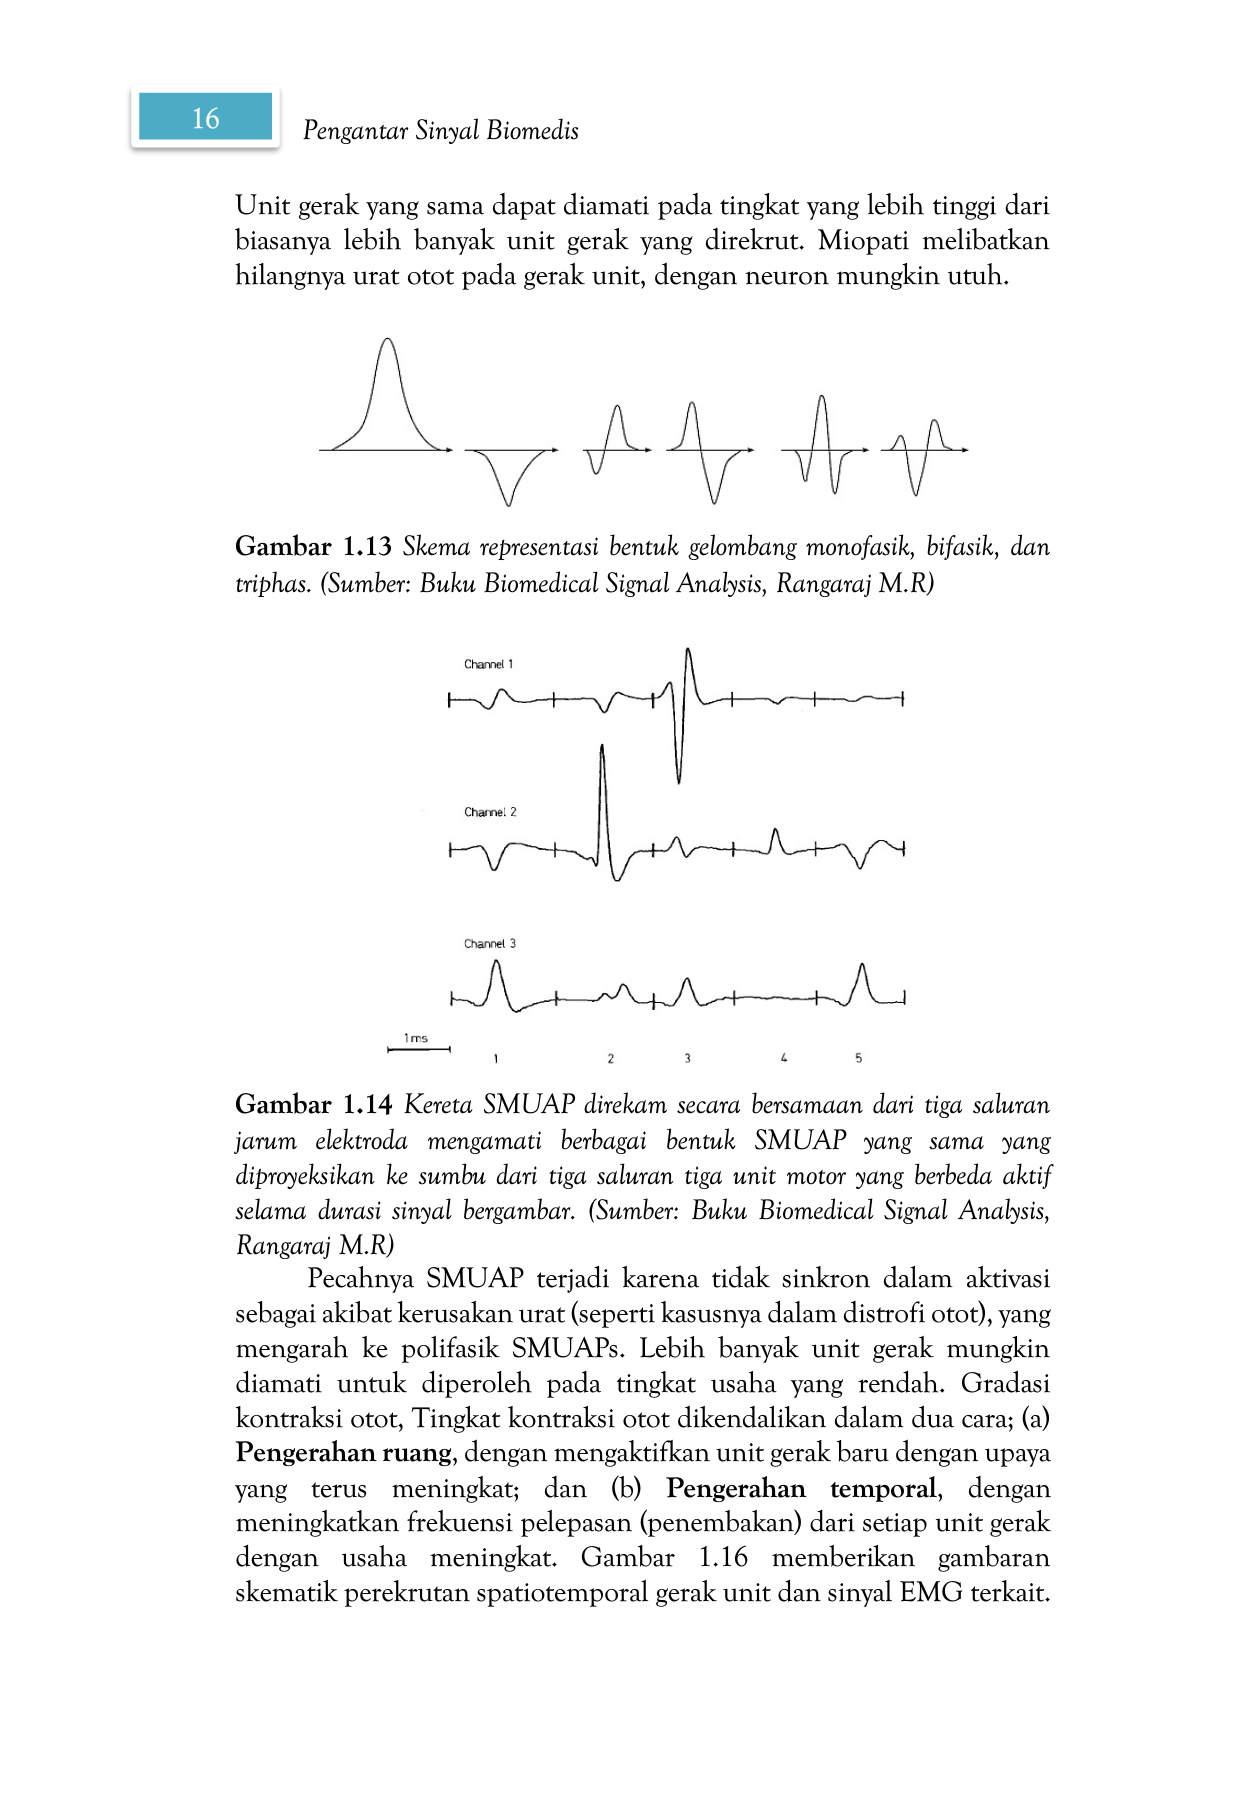 16
Pengantar Sinyal Biomedis
Unit gerak yang sama dapat diamati pada tingkat yang lebih tinggi dari
biasanya lebih banyak unit gerak yang direkrut. Miopati melibatkan
hilangnya urat otot pada gerak unit, dengan neuron mungkin utuh.
Gambar 1.13 Skema representasi bentuk gelombang monofasik, bifasik, dan
triphas. (Sumber: Buku Biomedical Signal Analysis, Rangaraj M.R)
Channel 1
Channel 2
Channel 3
1 ms
1 2 3 4 5
Gambar 1.14 Kereta SMUAP direkam secara bersamaan dari tiga saluran
jarum elektroda mengamati berbagai bentuk SMUAP yang sama yang
diproyeksikan ke sumbu dari tiga saluran tiga unit motor yang berbeda aktif
selama durasi sinyal bergambar. (Sumber: Buku Biomedical Signal Analysis,
Rangaraj M.R)
Pecahnya SMUAP terjadi karena tidak sinkron dalam aktivasi
sebagai akibat kerusakan urat (seperti kasusnya dalam distrofi otot), yang
mengarah ke polifasik SMUAPs. Lebih banyak unit gerak mungkin
diamati untuk diperoleh pada tingkat usaha yang rendah. Gradasi
kontraksi otot, Tingkat kontraksi otot dikendalikan dalam dua cara; (a)
Pengerahan ruang, dengan mengaktifkan unit gerak baru dengan upaya
yang terus meningkat; dan (b) Pengerahan temporal, dengan
meningkatkan frekuensi pelepasan (penembakan) dari setiap unit gerak
dengan usaha meningkat. Gambar 1.16 memberikan gambaran
skematik perekrutan spatiotemporal gerak unit dan sinyal EMG terkait.